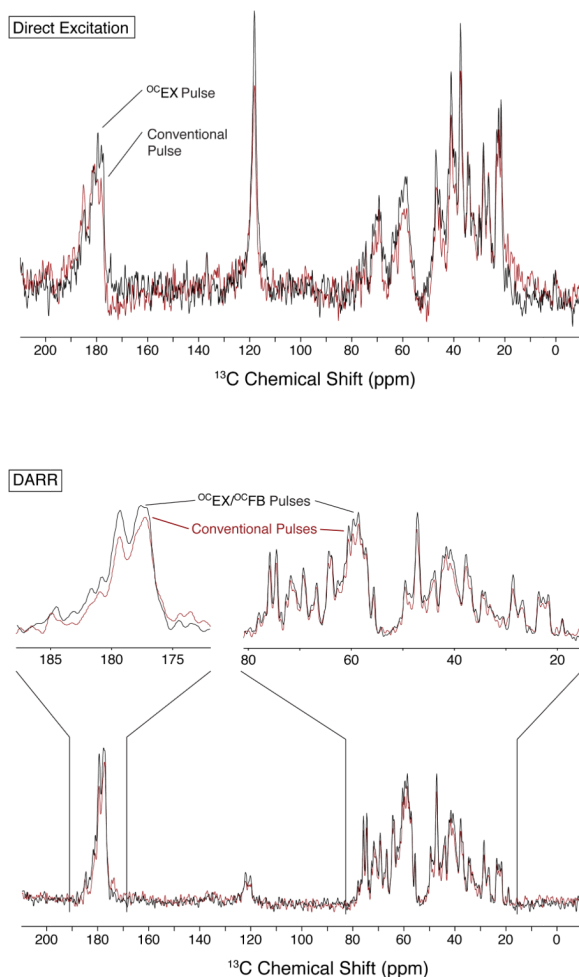 Direct Excitation
ᴼᶜEX Pulse
Conventional
Pulse
200 180 160 140 120 100 80 60 40 20 0
¹³C Chemical Shift (ppm)
DARR
ᴼᶜEX/ᴼᶜFB Pulses
Conventional Pulses
185 180 175 80 60 40 20
200 180 160 140 120 100 80 60 40 20 0
¹³C Chemical Shift (ppm)